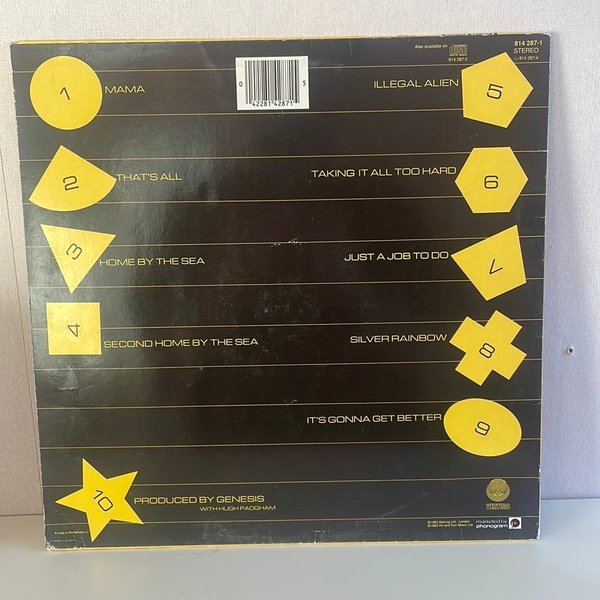 Also available on
814 287-2
814 287-1
STEREO
814 287-4
0
5
42281 42871
1
MAMA
ILLEGAL ALIEN
5
2
THAT'S ALL
TAKING IT ALL TOO HARD
6
3
HOME BY THE SEA
JUST A JOB TO DO
7
4
SECOND HOME BY THE SEA
SILVER RAINBOW
8
IT'S GONNA GET BETTER
9
10
PRODUCED BY GENESIS
WITH HUGH PADGHAM
VERTIGO
marketed by
phonogram